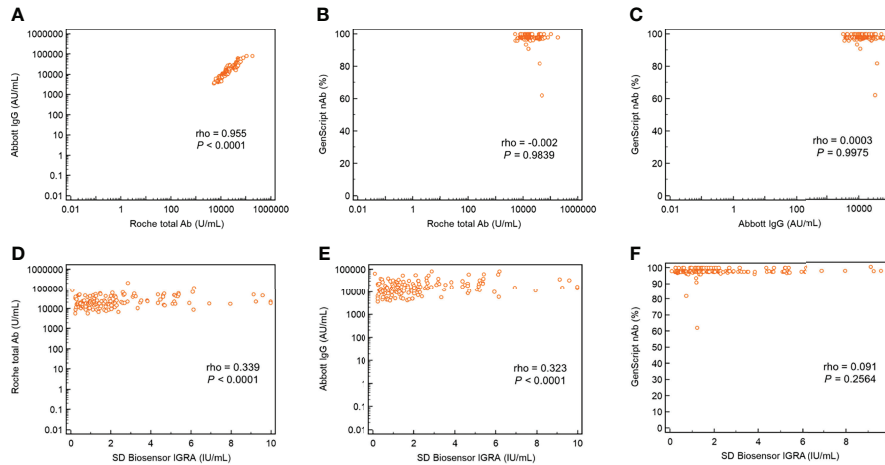 A
1000000
100000
10000
1000
100
10
1
0.1
0.01
Abbott IgG (AU/mL)
rho = 0.955
P < 0.0001
0.01
1
100
10000
1000000
Roche total Ab (U/mL)
B
100
80
60
40
20
0
GenScript nAb (%)
rho = -0.002
P = 0.9839
0.01
1
100
10000
1000000
Roche total Ab (U/mL)
C
100
80
60
40
20
0
GenScript nAb (%)
rho = 0.0003
P = 0.9975
0.01
1
100
Abbott IgG (AU/mL)
D
1000000
100000
10000
1000
100
10
1
0.1
0.01
Roche total Ab (U/mL)
rho = 0.339
P < 0.0001
0
2
4
6
8
10
SD Biosensor IGRA (IU/mL)
E
100000
10000
1000
100
10
1
0.1
0.01
Abbott IgG (AU/mL)
rho = 0.323
P < 0.0001
0
2
4
6
8
10
SD Biosensor IGRA (IU/mL)
F
100
90
80
70
60
50
40
30
20
10
0
GenScript nAb (%)
rho = 0.091
P = 0.2564
0
2
4
6
8
SD Biosensor IGRA (IU/mL)